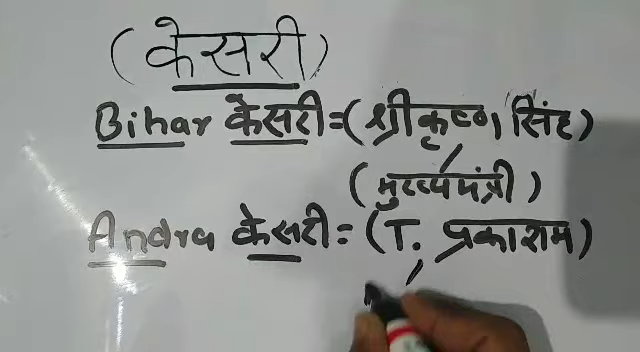 (केसरी)
Bihar केसरी = (श्रीकृष्ण सिंह)
(मुख्यमंत्री)
Andra केसरी = (T. प्रकाशम)